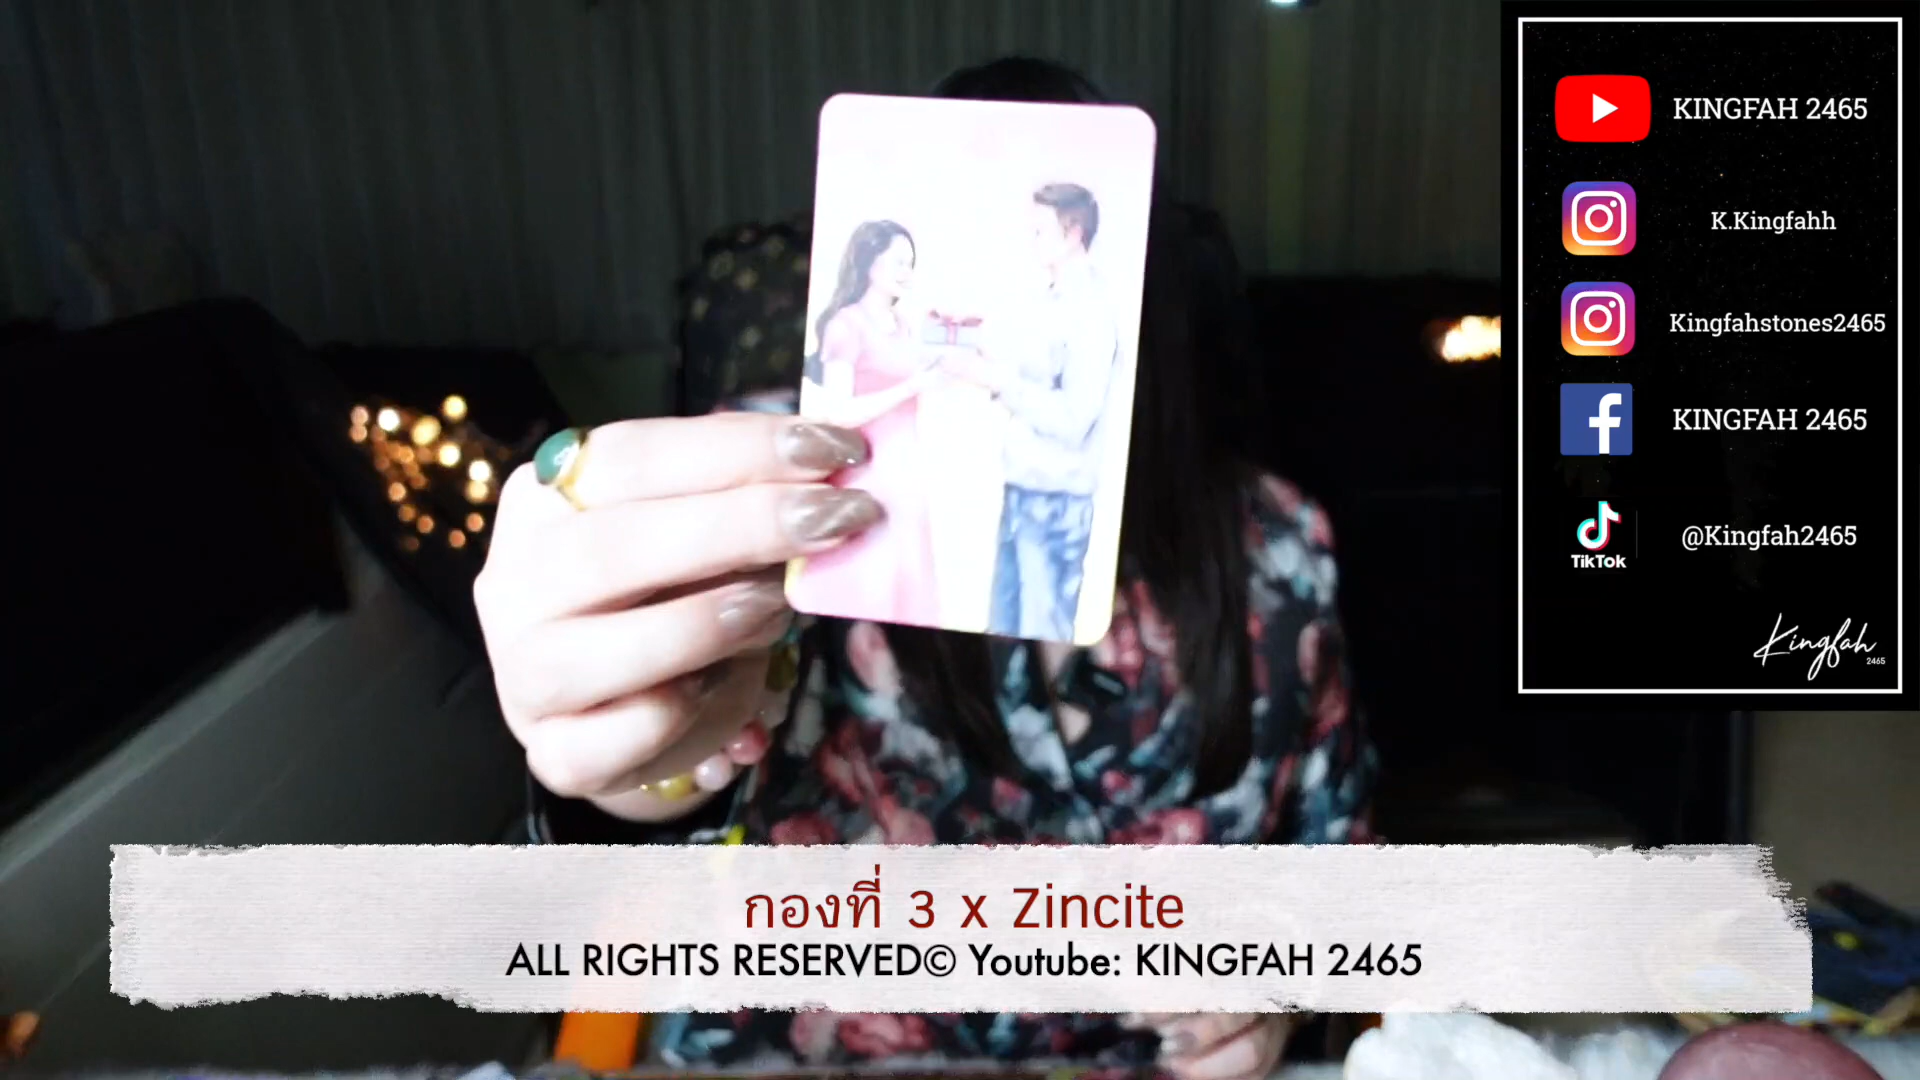 KINGFAH 2465
K.Kingfahh
Kingfahstones2465
KINGFAH 2465
TikTok
@Kingfah2465
Kingfah
2465
กองที่ 3 x Zincite
ALL RIGHTS RESERVED© Youtube: KINGFAH 2465